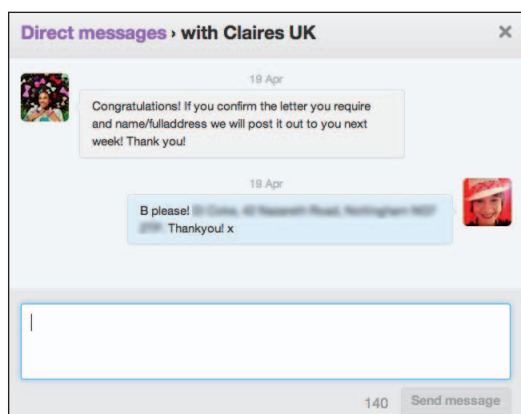 Direct messages › with Claires UK ×
19 Apr
Congratulations! If you confirm the letter you require
and name/fulladdress we will post it out to you next
week! Thank you!
19 Apr
B please!
Thankyou! x
140 Send message